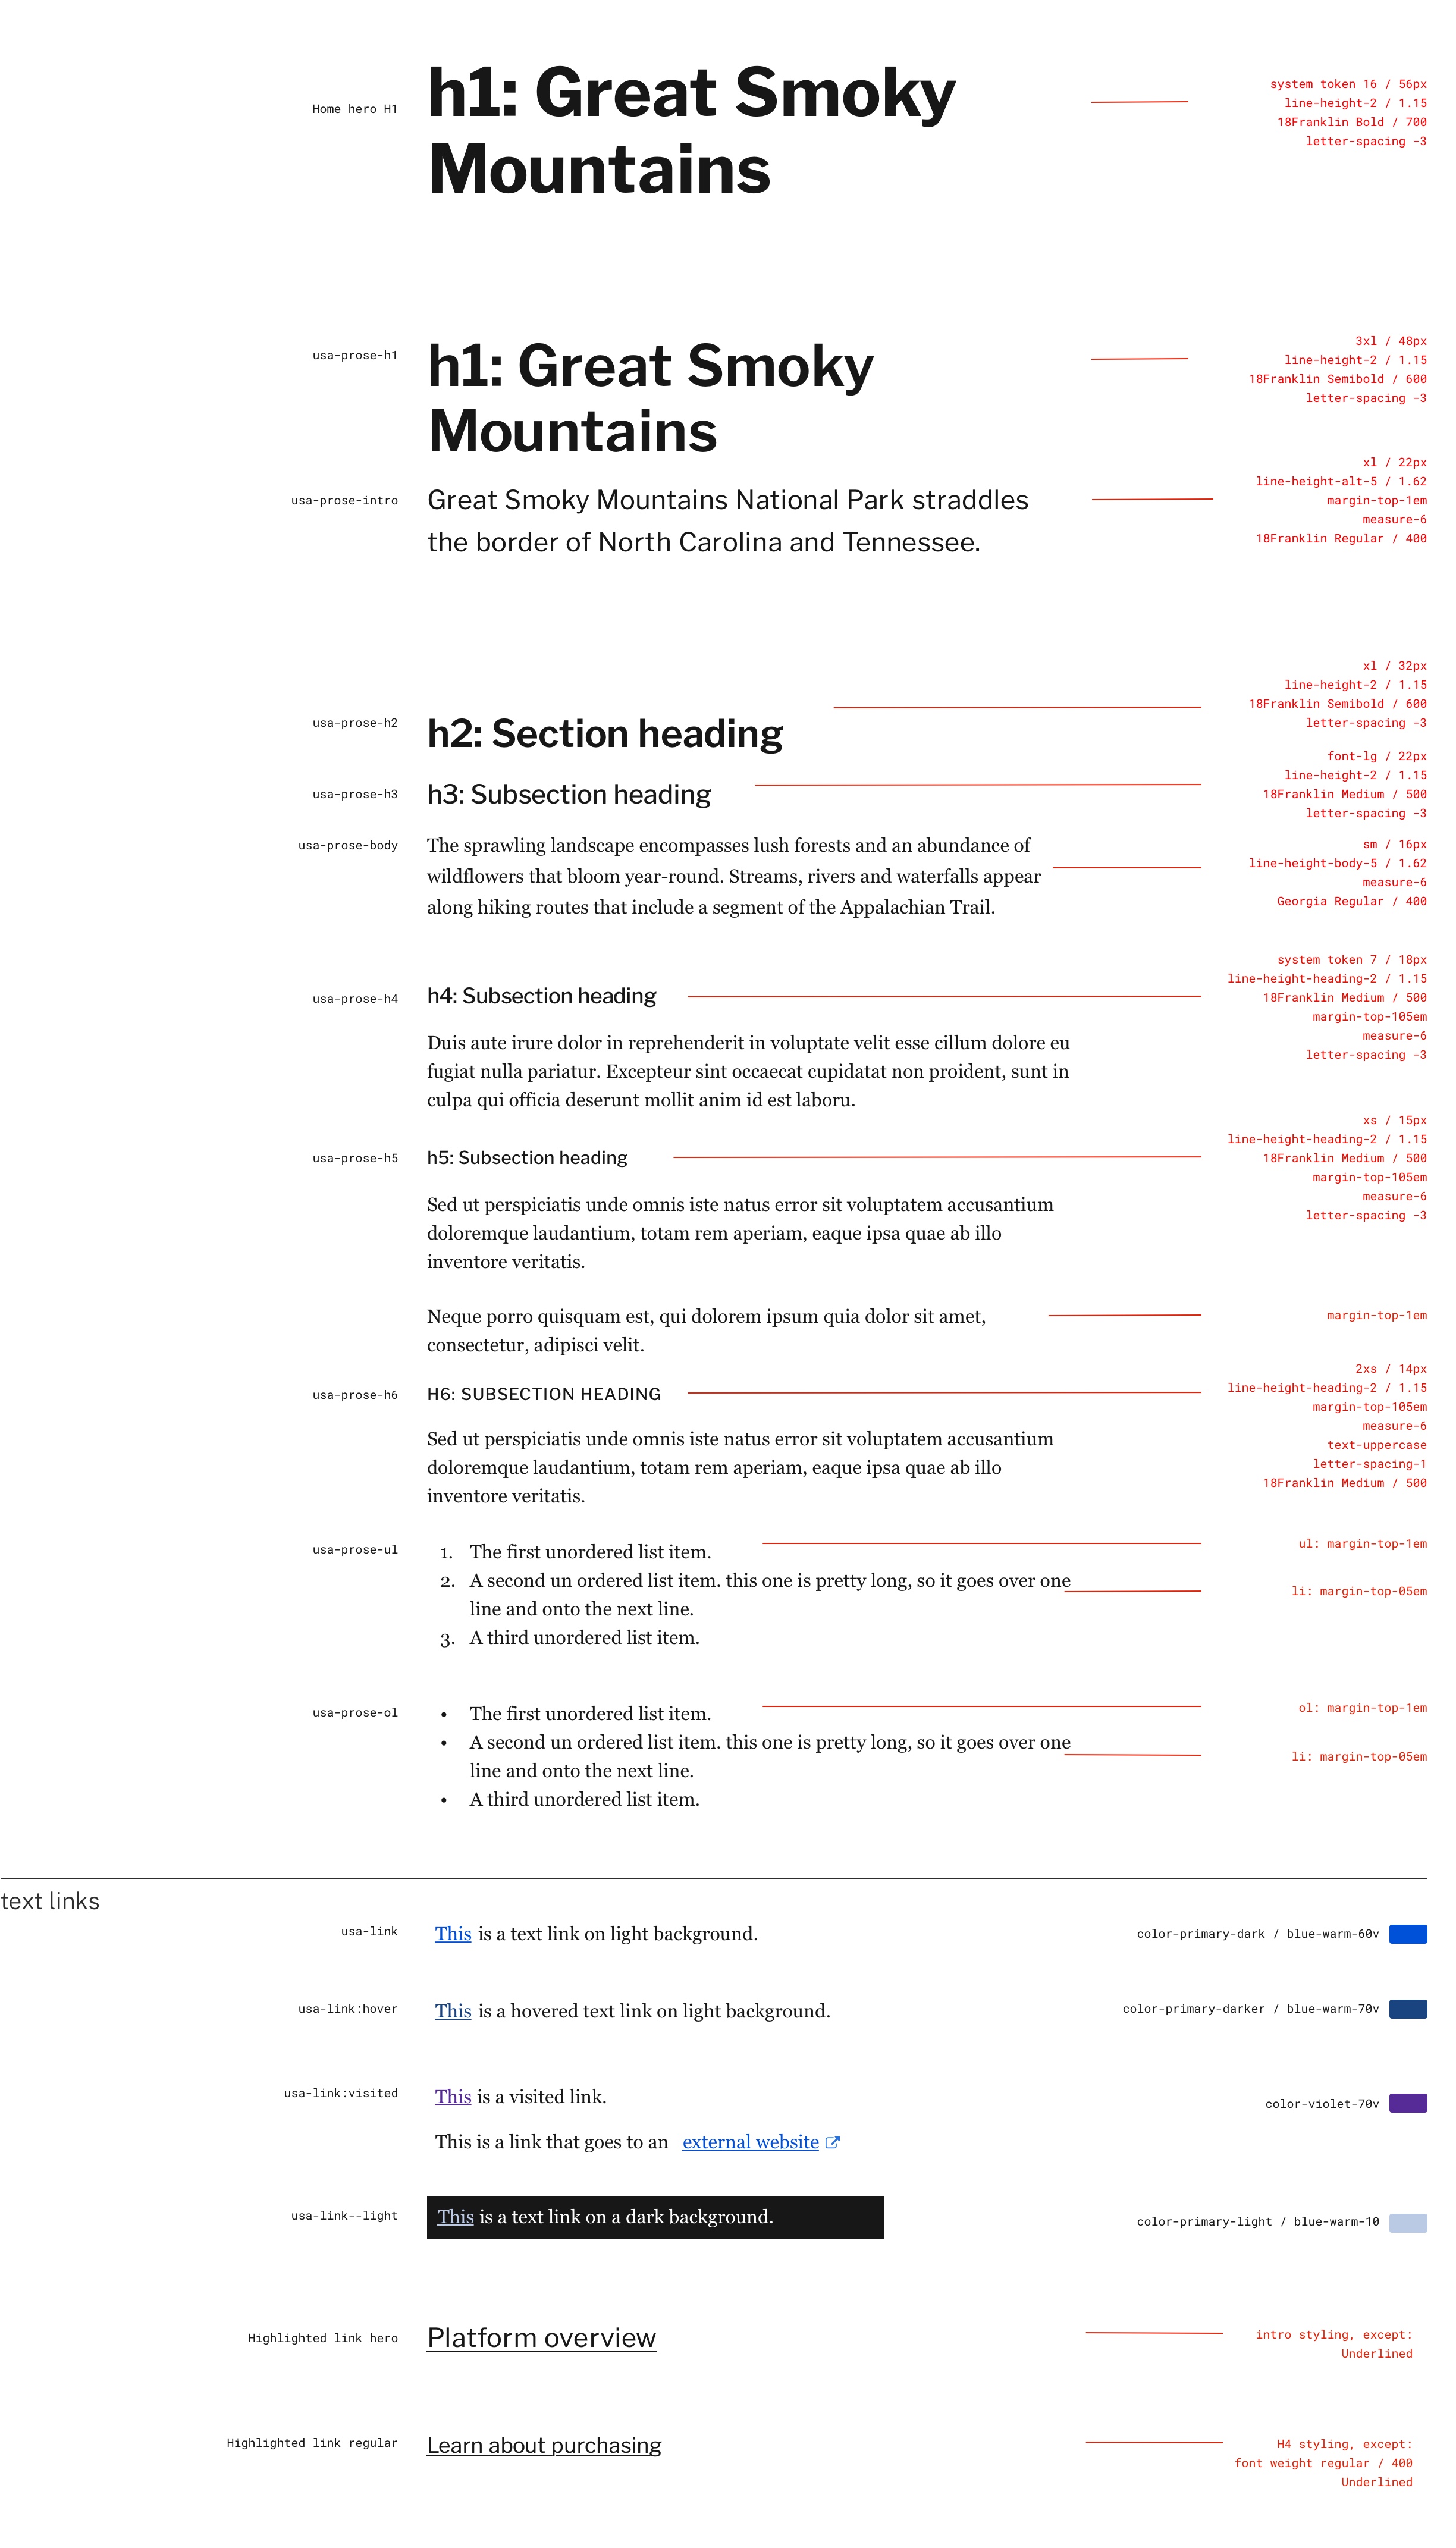 Home hero H1
h1: Great Smoky
Mountains
system token 16 / 56px
line-height-2 / 1.15
18Franklin Bold / 700
letter-spacing -3
usa-prose-h1
h1: Great Smoky
Mountains
3xl / 48px
line-height-2 / 1.15
18Franklin Semibold / 600
letter-spacing -3
usa-prose-intro
Great Smoky Mountains National Park straddles
the border of North Carolina and Tennessee.
xl / 22px
line-height-alt-5 / 1.62
margin-top-1em
measure-6
18Franklin Regular / 400
usa-prose-h2
h2: Section heading
xl / 32px
line-height-2 / 1.15
18Franklin Semibold / 600
letter-spacing -3
usa-prose-h3
h3: Subsection heading
font-lg / 22px
line-height-2 / 1.15
18Franklin Medium / 500
letter-spacing -3
usa-prose-body
The sprawling landscape encompasses lush forests and an abundance of
wildflowers that bloom year-round. Streams, rivers and waterfalls appear
along hiking routes that include a segment of the Appalachian Trail.
sm / 16px
line-height-body-5 / 1.62
measure-6
Georgia Regular / 400
usa-prose-h4
h4: Subsection heading
system token 7 / 18px
line-height-heading-2 / 1.15
18Franklin Medium / 500
margin-top-105em
measure-6
letter-spacing -3
Duis aute irure dolor in reprehenderit in voluptate velit esse cillum dolore eu
fugiat nulla pariatur. Excepteur sint occaecat cupidatat non proident, sunt in
culpa qui officia deserunt mollit anim id est laboru.
usa-prose-h5
h5: Subsection heading
xs / 15px
line-height-heading-2 / 1.15
18Franklin Medium / 500
margin-top-105em
measure-6
letter-spacing -3
Sed ut perspiciatis unde omnis iste natus error sit voluptatem accusantium
doloremque laudantium, totam rem aperiam, eaque ipsa quae ab illo
inventore veritatis.
Neque porro quisquam est, qui dolorem ipsum quia dolor sit amet,
consectetur, adipisci velit.
margin-top-1em
usa-prose-h6
H6: SUBSECTION HEADING
2xs / 14px
line-height-heading-2 / 1.15
margin-top-105em
measure-6
text-uppercase
letter-spacing-1
18Franklin Medium / 500
Sed ut perspiciatis unde omnis iste natus error sit voluptatem accusantium
doloremque laudantium, totam rem aperiam, eaque ipsa quae ab illo
inventore veritatis.
usa-prose-ul
1. The first unordered list item.
2. A second un ordered list item. this one is pretty long, so it goes over one
line and onto the next line.
3. A third unordered list item.
ul: margin-top-1em
li: margin-top-05em
usa-prose-ol
• The first unordered list item.
• A second un ordered list item. this one is pretty long, so it goes over one
line and onto the next line.
• A third unordered list item.
ol: margin-top-1em
li: margin-top-05em
text links
usa-link
This is a text link on light background.
color-primary-dark / blue-warm-60v
usa-link:hover
This is a hovered text link on light background.
color-primary-darker / blue-warm-70v
usa-link:visited
This is a visited link.
color-violet-70v
This is a link that goes to an external website
usa-link--light
This is a text link on a dark background.
color-primary-light / blue-warm-10
Highlighted link hero
Platform overview
intro styling, except:
Underlined
Highlighted link regular
Learn about purchasing
H4 styling, except:
font weight regular / 400
Underlined